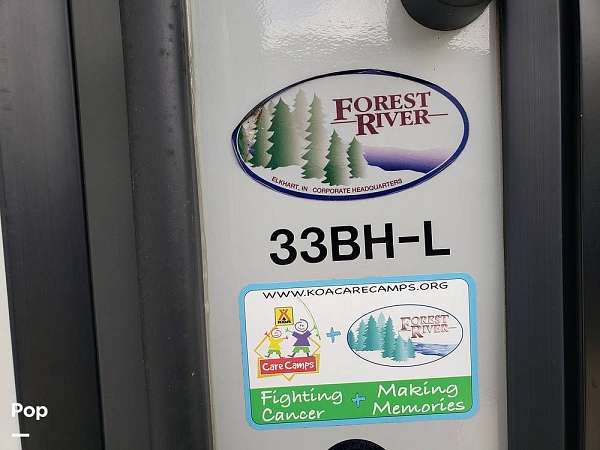 FOREST
RIVER
ELKHART, IN CORPORATE HEADQUARTERS
33BH-L
WWW.KOACARECAMPS.ORG
KOA
+
FOREST
RIVER
Care Camps
Fighting
Cancer
+
Making
Memories
Pop